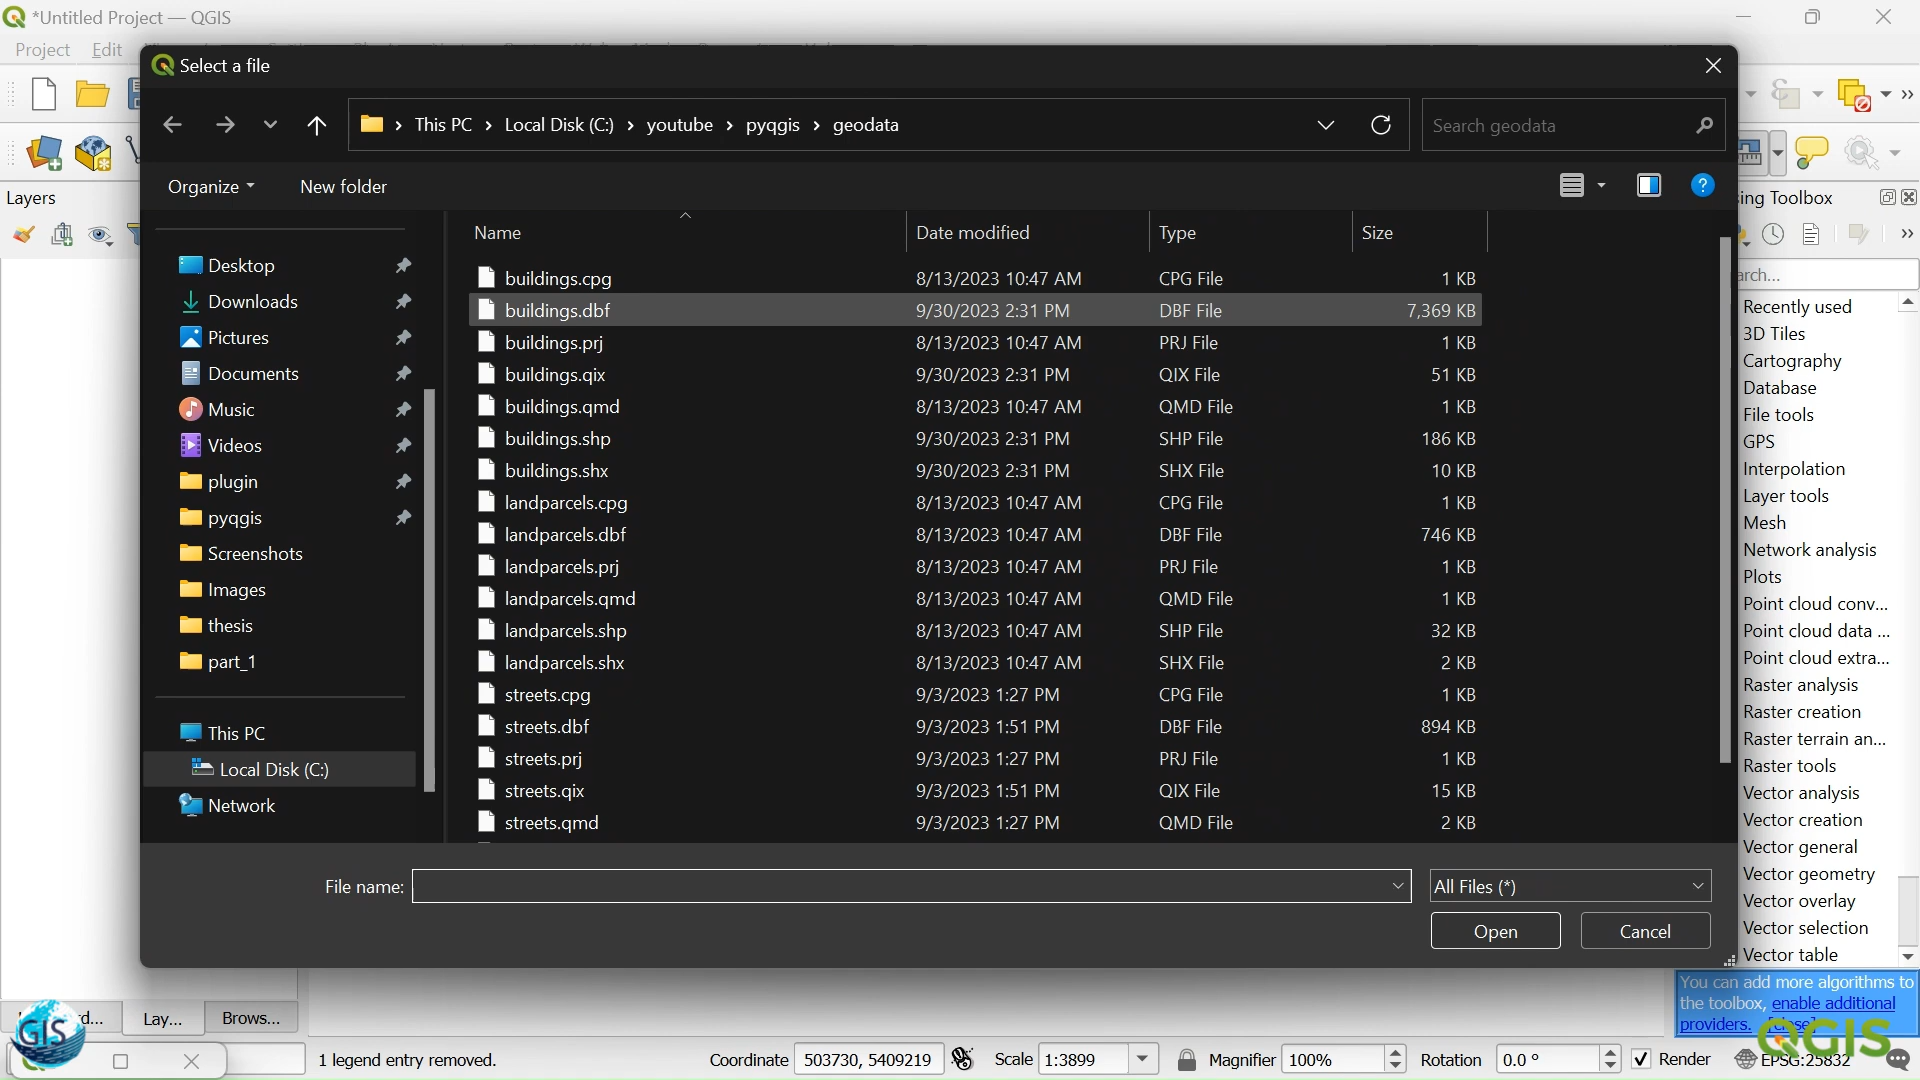 *Untitled Project — QGIS
Project Edit
Select a file
This PC > Local Disk (C:) > youtube > pyqgis > geodata
Search geodata
Organize New folder
Layers
ing Toolbox
Name Date modified Type Size
Desktop
Downloads
Pictures
Documents
Music
Videos
plugin
pyqgis
Screenshots
Images
thesis
part_1
This PC
Local Disk (C:)
Network
buildings.cpg 8/13/2023 10:47 AM CPG File 1 KB
buildings.dbf 9/30/2023 2:31 PM DBF File 7,369 KB
buildings.prj 8/13/2023 10:47 AM PRJ File 1 KB
buildings.qix 9/30/2023 2:31 PM QIX File 51 KB
buildings.qmd 8/13/2023 10:47 AM QMD File 1 KB
buildings.shp 9/30/2023 2:31 PM SHP File 186 KB
buildings.shx 9/30/2023 2:31 PM SHX File 10 KB
landparcels.cpg 8/13/2023 10:47 AM CPG File 1 KB
landparcels.dbf 8/13/2023 10:47 AM DBF File 746 KB
landparcels.prj 8/13/2023 10:47 AM PRJ File 1 KB
landparcels.qmd 8/13/2023 10:47 AM QMD File 1 KB
landparcels.shp 8/13/2023 10:47 AM SHP File 32 KB
landparcels.shx 8/13/2023 10:47 AM SHX File 2 KB
streets.cpg 9/3/2023 1:27 PM CPG File 1 KB
streets.dbf 9/3/2023 1:51 PM DBF File 894 KB
streets.prj 9/3/2023 1:27 PM PRJ File 1 KB
streets.qix 9/3/2023 1:51 PM QIX File 15 KB
streets.qmd 9/3/2023 1:27 PM QMD File 2 KB
arch...
Recently used
3D Tiles
Cartography
Database
File tools
GPS
Interpolation
Layer tools
Mesh
Network analysis
Plots
Point cloud conv...
Point cloud data ...
Point cloud extra...
Raster analysis
Raster creation
Raster terrain an...
Raster tools
Vector analysis
Vector creation
Vector general
Vector geometry
Vector overlay
Vector selection
Vector table
File name: All Files (*)
Open Cancel
You can add more algorithms to
the toolbox, enable additional
providers. [close]
d... Lay... Brows...
GIS
QGIS
1 legend entry removed. Coordinate 503730, 5409219 Scale 1:3899 Magnifier 100% Rotation 0.0 ° Render EPSG:25832